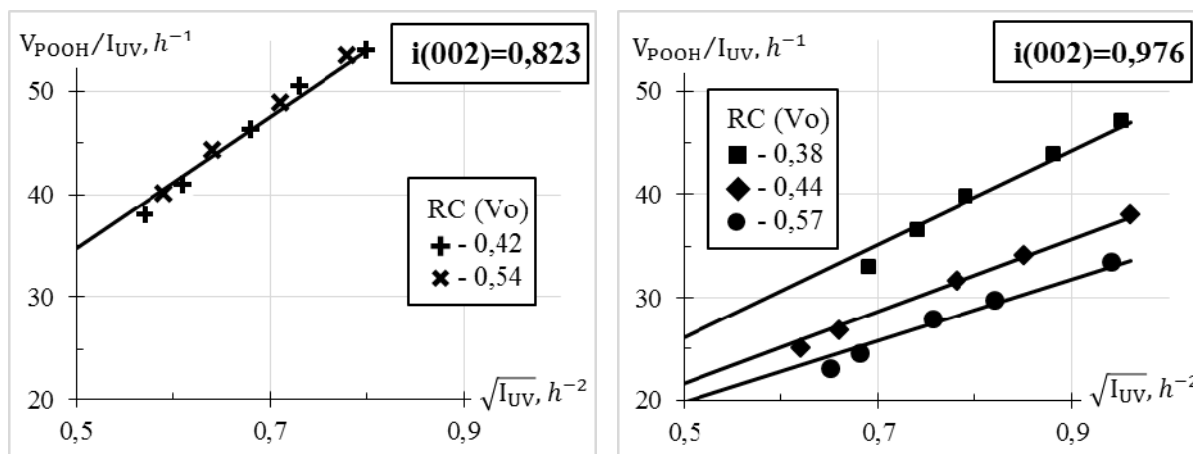 V_POOH/I_UV, h⁻¹
i(002)=0,823
50
40
30
20
RC (Vo)
- 0,42
- 0,54
√I_UV, h⁻²
0,5
0,7
0,9
V_POOH/I_UV, h⁻¹
i(002)=0,976
50
40
30
20
RC (Vo)
- 0,38
- 0,44
- 0,57
√I_UV, h⁻²
0,5
0,7
0,9